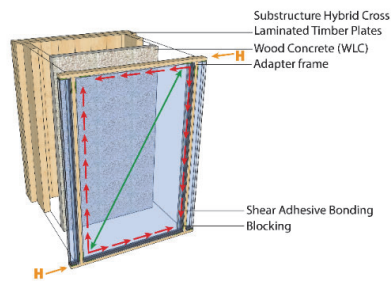 Substructure Hybrid Cross
Laminated Timber Plates
Wood Concrete (WLC)
H
Adapter frame
Shear Adhesive Bonding
Blocking
H